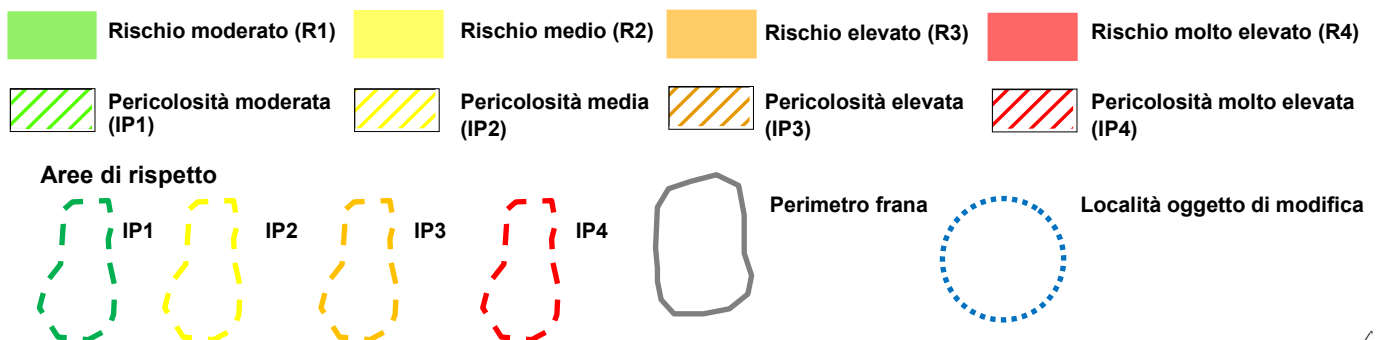 Rischio moderato (R1)
Rischio medio (R2)
Rischio elevato (R3)
Rischio molto elevato (R4)
Pericolosità moderata
(IP1)
Pericolosità media
(IP2)
Pericolosità elevata
(IP3)
Pericolosità molto elevata
(IP4)
Aree di rispetto
IP1
IP2
IP3
IP4
Perimetro frana
Località oggetto di modifica